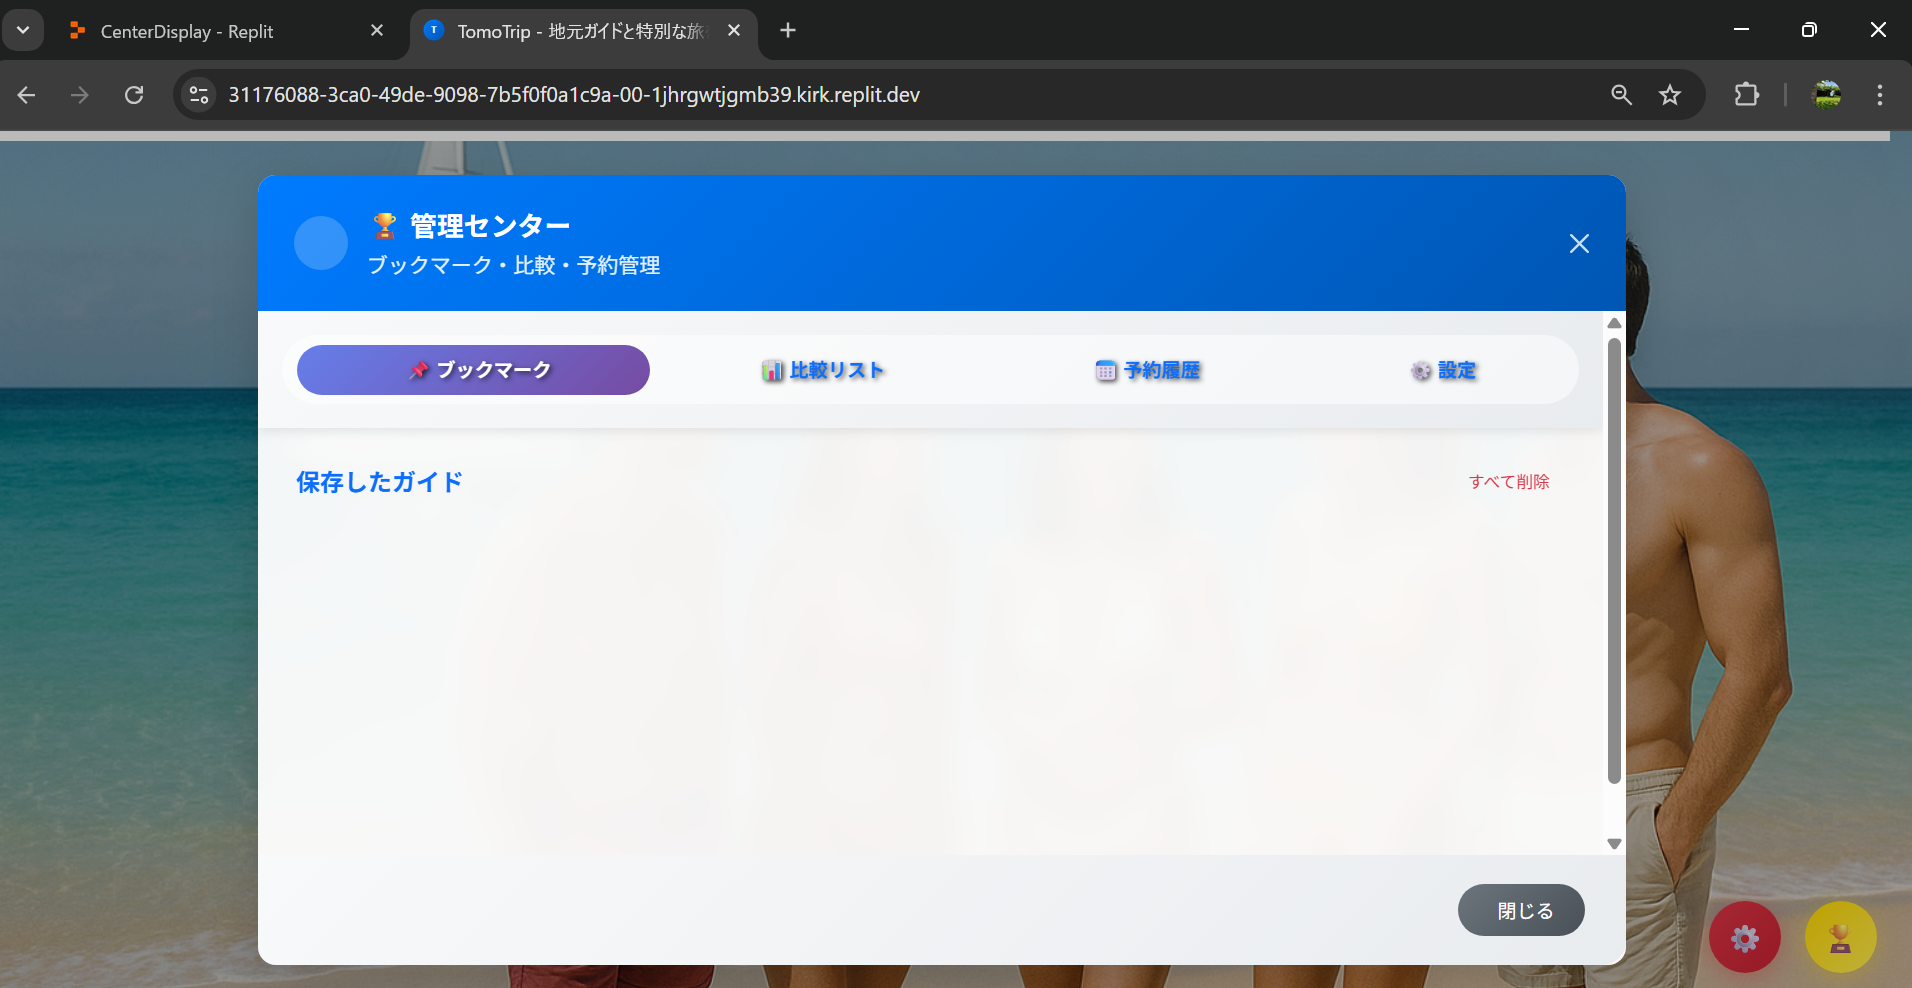 CenterDisplay - Replit
TomoTrip - 地元ガイドと特別な旅
31176088-3ca0-49de-9098-7b5f0f0a1c9a-00-1jhrgwtjgmb39.kirk.replit.dev
🏆 管理センター
ブックマーク・比較・予約管理
📌 ブックマーク
📊 比較リスト
📅 予約履歴
⚙️ 設定
保存したガイド
すべて削除
閉じる